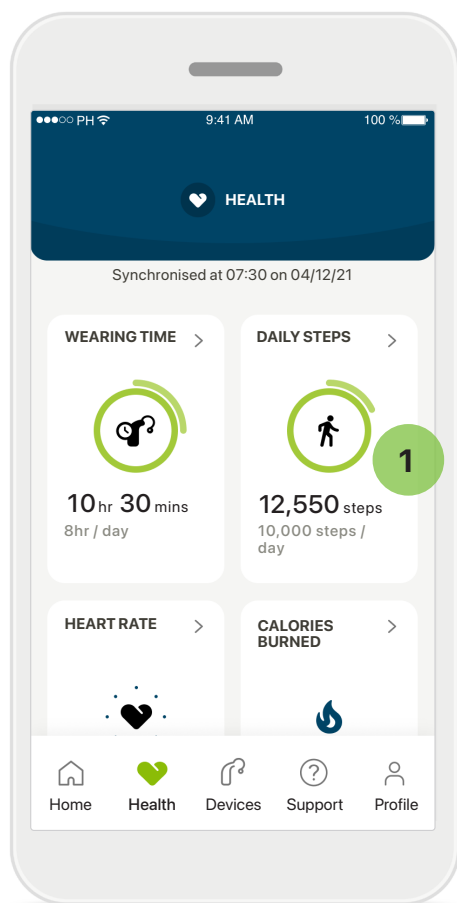 PH 9:41 AM 100 %
HEALTH
Synchronised at 07:30 on 04/12/21
WEARING TIME
10 hr 30 mins
8hr / day
DAILY STEPS
1
12,550 steps
10,000 steps /
day
HEART RATE
CALORIES
BURNED
Home Health Devices Support Profile